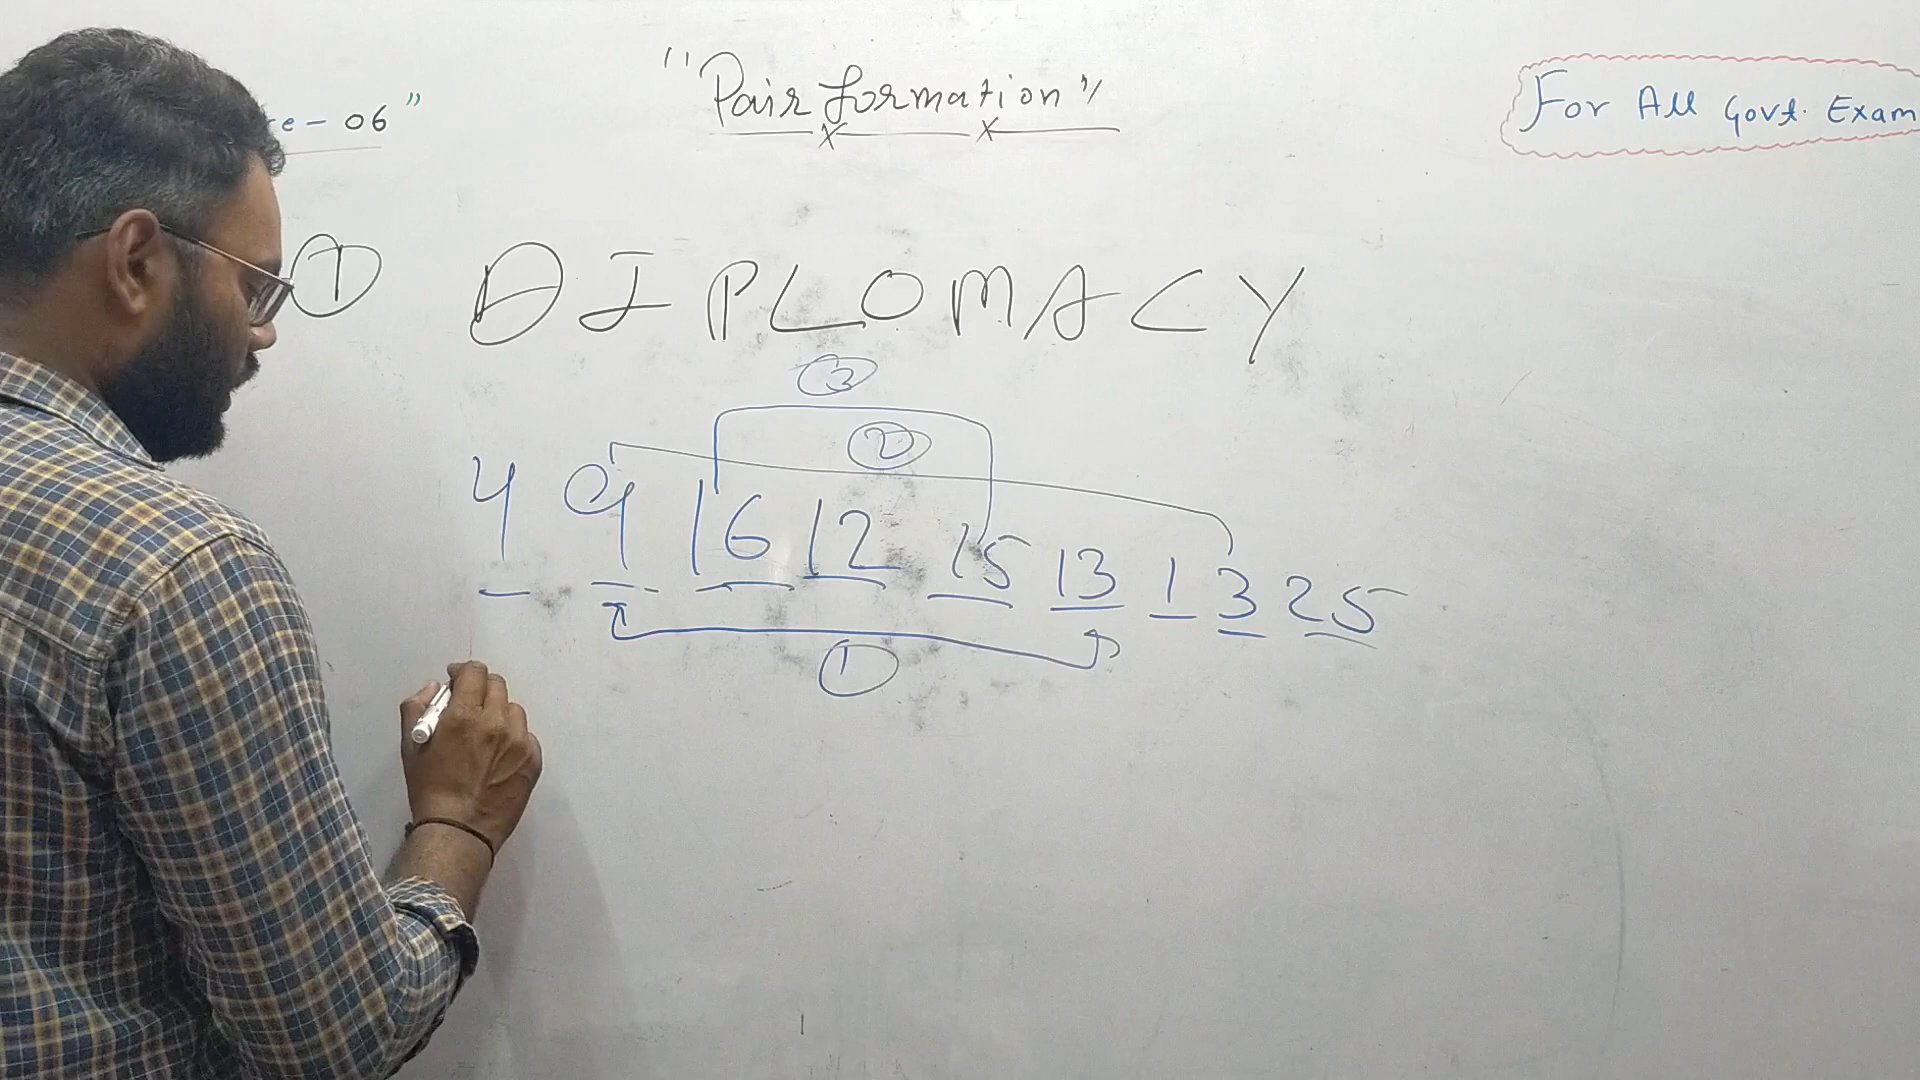 e - 06 "
"Pair formation"
For All Govt. Exam
① DIPLOMACY
③
②
4 9 16 12 15 13 1 3 25
①